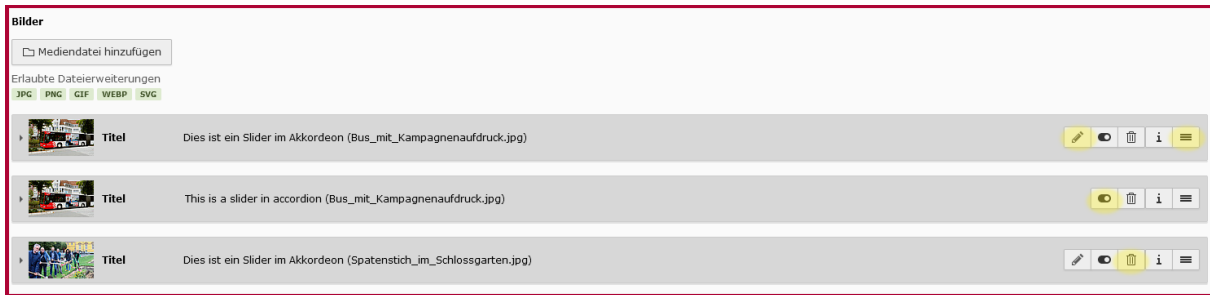 Bilder
Mediendatei hinzufügen
Erlaubte Dateierweiterungen
JPG PNG GIF WEBP SVG
Titel Dies ist ein Slider im Akkordeon (Bus_mit_Kampagnenaufdruck.jpg)
Titel This is a slider in accordion (Bus_mit_Kampagnenaufdruck.jpg)
Titel Dies ist ein Slider im Akkordeon (Spatenstich_im_Schlossgarten.jpg)